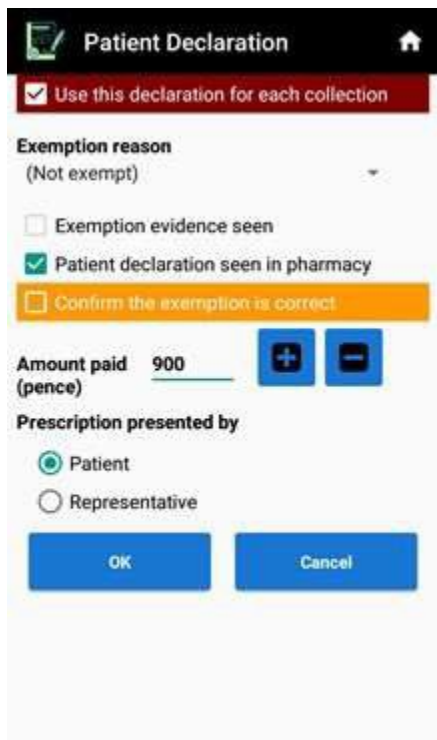 Patient Declaration
Use this declaration for each collection
Exemption reason
(Not exempt)
Exemption evidence seen
Patient declaration seen in pharmacy
Confirm the exemption is correct
Amount paid 900
(pence)
Prescription presented by
Patient
Representative
OK Cancel